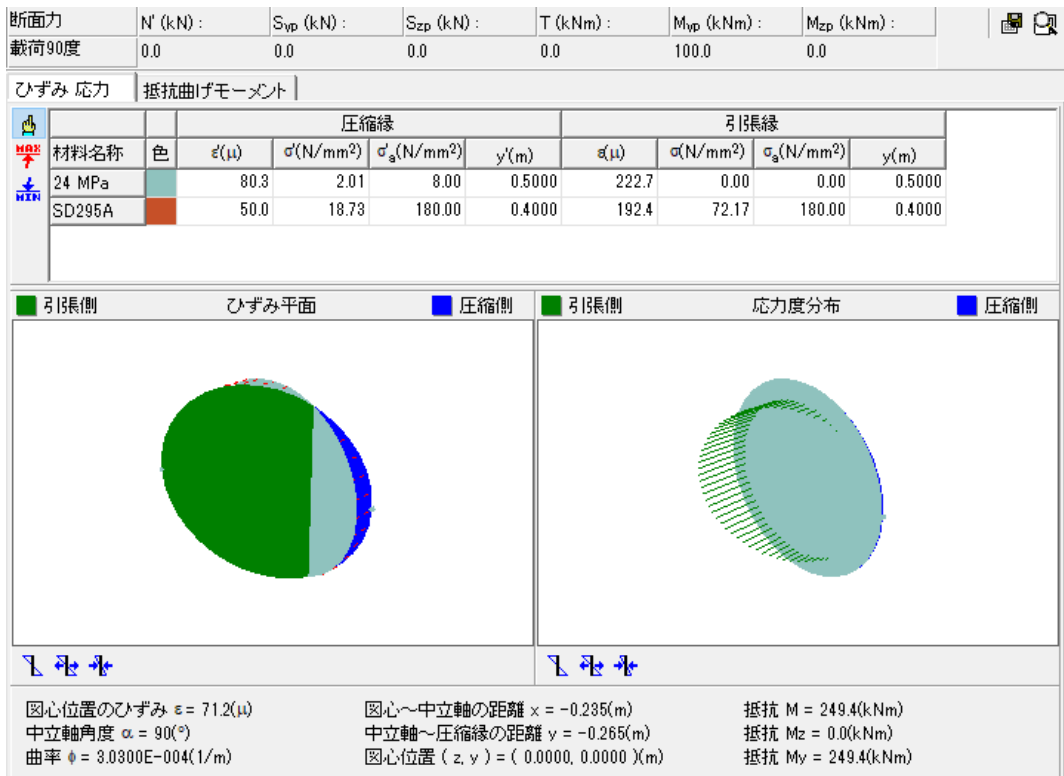 断面力 N' (kN) : Syp (kN) : Szp (kN) : T (kNm) : Myp (kNm) : Mzp (kNm) :
載荷90度 0.0 0.0 0.0 0.0 100.0 0.0
ひずみ 応力 抵抗曲げモーメント
圧縮縁 引張縁
MAX
材料名称 色 ε'(μ) σ'(N/mm²) σa'(N/mm²) y'(m) ε(μ) σ(N/mm²) σa(N/mm²) y(m)
MIN
24 MPa 80.3 2.01 8.00 0.5000 222.7 0.00 0.00 0.5000
SD295A 50.0 18.73 180.00 0.4000 192.4 72.17 180.00 0.4000
引張側 ひずみ平面 圧縮側 引張側 応力度分布 圧縮側
図心位置のひずみ ε = 71.2(μ) 図心～中立軸の距離 x = -0.235(m) 抵抗 M = 249.4(kNm)
中立軸角度 α = 90(°) 中立軸～圧縮縁の距離 y = -0.265(m) 抵抗 Mz = 0.0(kNm)
曲率 φ = 3.0300E-004(1/m) 図心位置 ( z, y ) = ( 0.0000, 0.0000 )(m) 抵抗 My = 249.4(kNm)